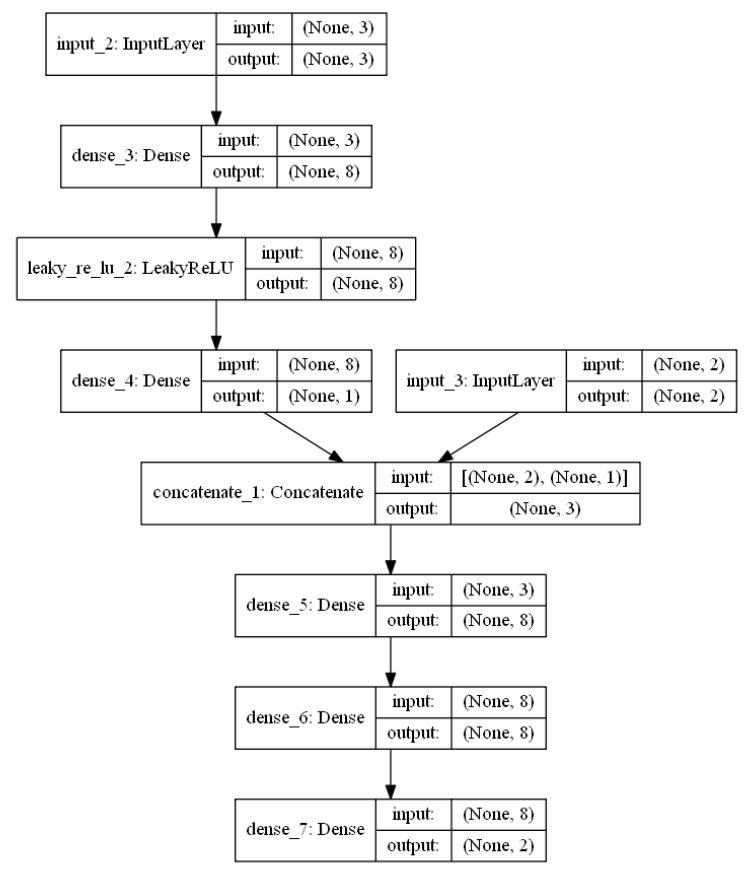 input_2: InputLayer
input: (None, 3)
output: (None, 3)
dense_3: Dense
input: (None, 3)
output: (None, 8)
leaky_re_lu_2: LeakyReLU
input: (None, 8)
output: (None, 8)
dense_4: Dense
input: (None, 8)
output: (None, 1)
input_3: InputLayer
input: (None, 2)
output: (None, 2)
concatenate_1: Concatenate
input: [(None, 2), (None, 1)]
output: (None, 3)
dense_5: Dense
input: (None, 3)
output: (None, 8)
dense_6: Dense
input: (None, 8)
output: (None, 8)
dense_7: Dense
input: (None, 8)
output: (None, 2)